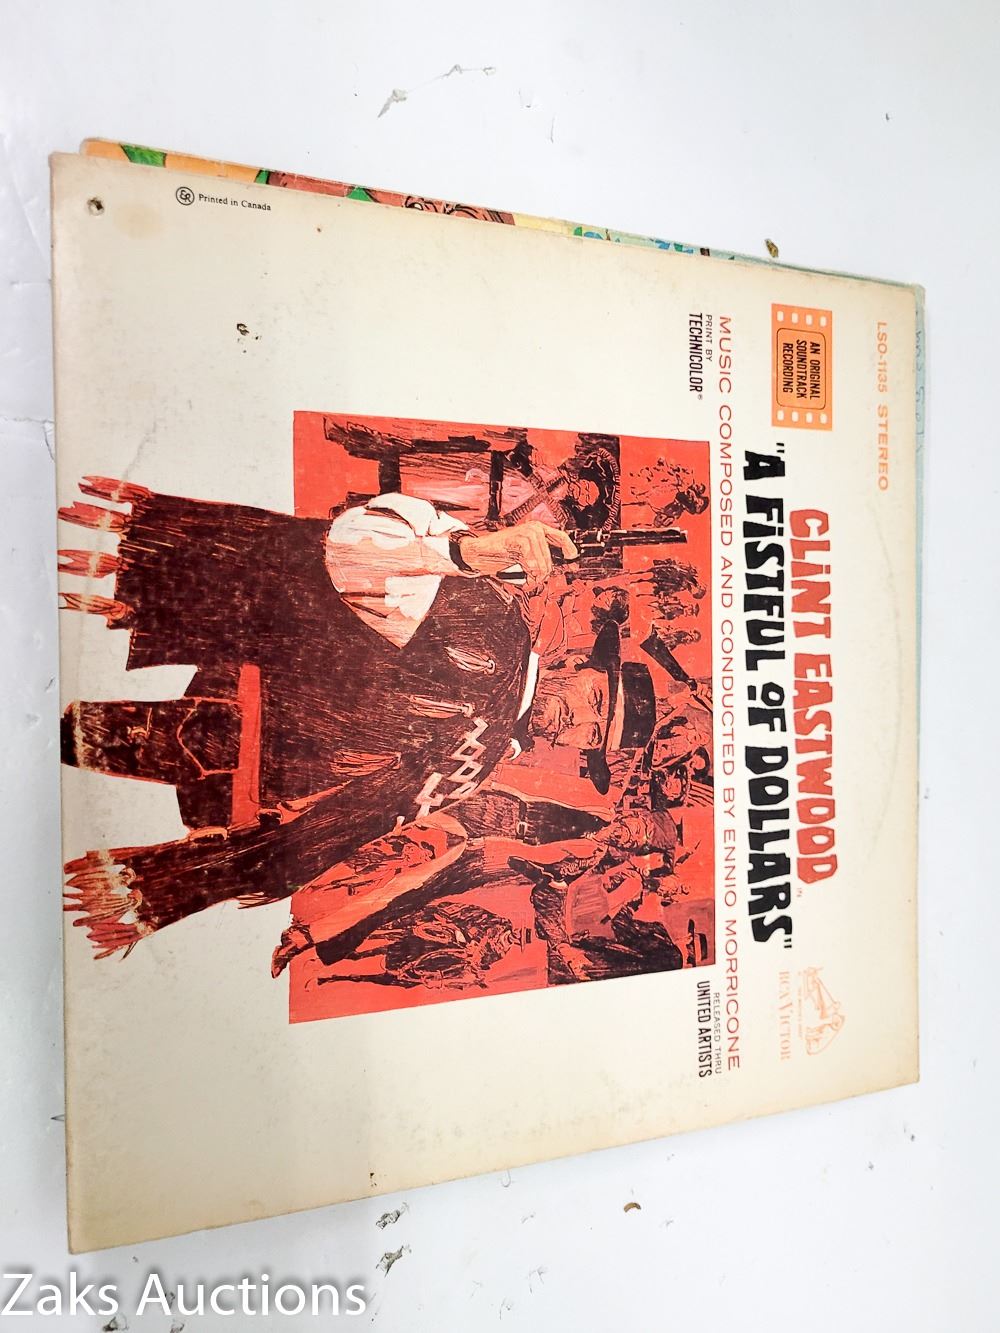 LSO-1135 STEREO
AN ORIGINAL
SOUNDTRACK
RECORDING
CLiNT EASTWOOD
IN
"A FiSTFUL OF DOLLARS"
RCA VICTOR
MUSIC COMPOSED AND CONDUCTED BY ENNIO MORRICONE
PRINT BY
TECHNICOLOR®
RELEASED THRU
UNITED ARTISTS
Printed in Canada
Zaks Auctions